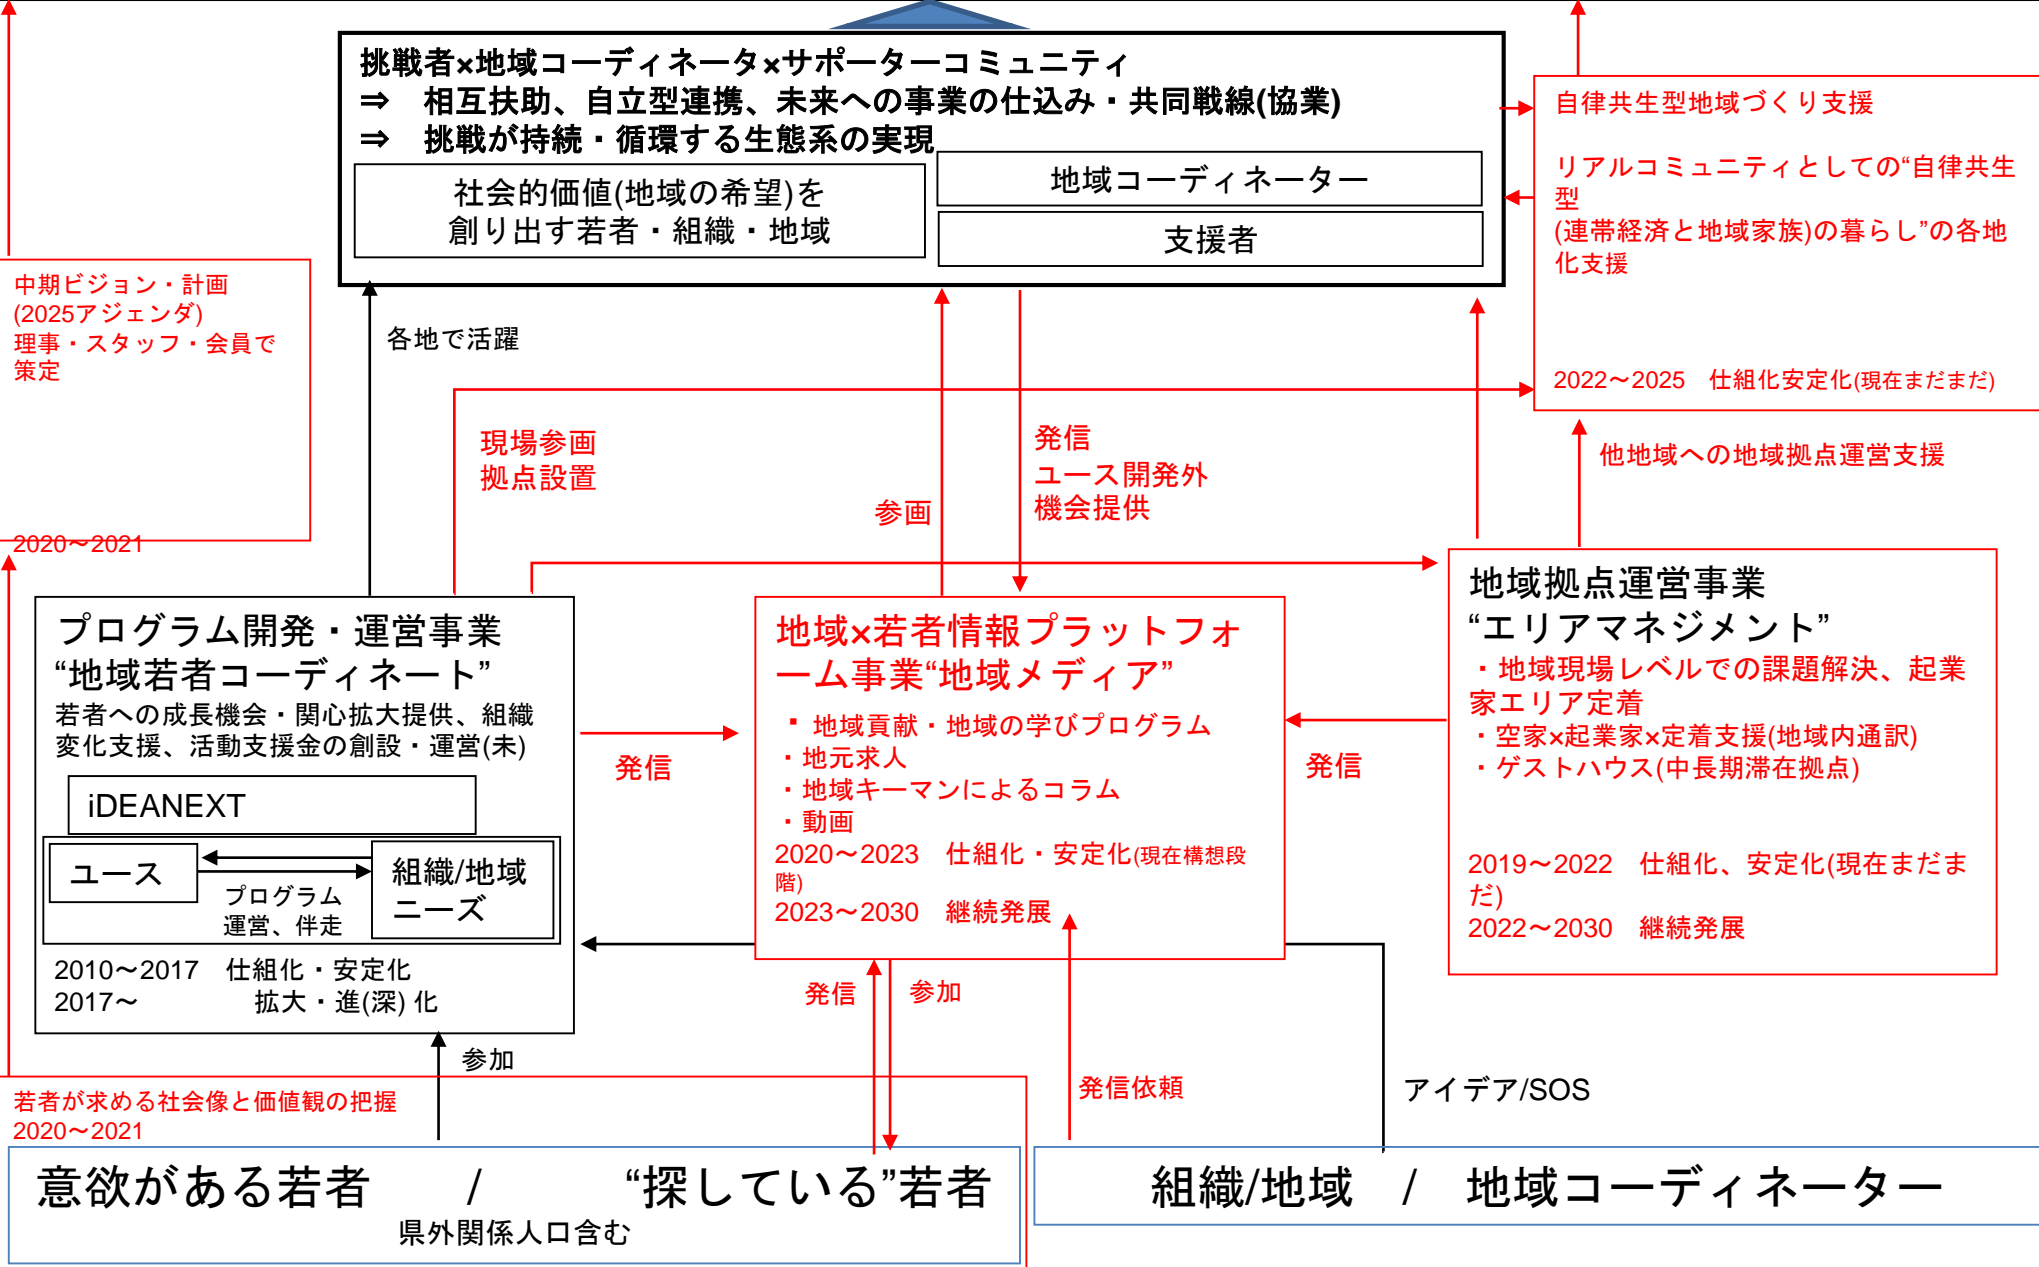 挑戦者×地域コーディネータ×サポーターコミュニティ
⇒　相互扶助、自立型連携、未来への事業の仕込み・共同戦線(協業)
⇒　挑戦が持続・循環する生態系の実現
社会的価値(地域の希望)を
創り出す若者・組織・地域
地域コーディネーター
支援者
自律共生型地域づくり支援
リアルコミュニティとしての“自律共生
型
(連帯経済と地域家族)の暮らし”の各地
化支援
2022～2025　仕組化安定化(現在まだまだ)
中期ビジョン・計画
(2025アジェンダ)
理事・スタッフ・会員で
策定
2020～2021
各地で活躍
現場参画
拠点設置
参画
発信
ユース開発外
機会提供
他地域への地域拠点運営支援
プログラム開発・運営事業
“地域若者コーディネート”
若者への成長機会・関心拡大提供、組織
変化支援、活動支援金の創設・運営(未)
iDEANEXT
ユース
プログラム
運営、伴走
組織/地域
ニーズ
2010～2017　仕組化・安定化
2017～　　　　拡大・進(深) 化
発信
地域×若者情報プラットフォ
ーム事業“地域メディア”
・ 地域貢献・地域の学びプログラム
・地元求人
・地域キーマンによるコラム
・動画
2020～2023　仕組化・安定化(現在構想段
階)
2023～2030　継続発展
発信
地域拠点運営事業
“エリアマネジメント”
・地域現場レベルでの課題解決、起業
家エリア定着
・空家×起業家×定着支援(地域内通訳)
・ゲストハウス(中長期滞在拠点)
2019～2022　仕組化、安定化(現在まだま
だ)
2022～2030　継続発展
参加
発信
参加
発信依頼
アイデア/SOS
若者が求める社会像と価値観の把握
2020～2021
意欲がある若者　　/　　　“探している”若者
県外関係人口含む
組織/地域　/　地域コーディネーター